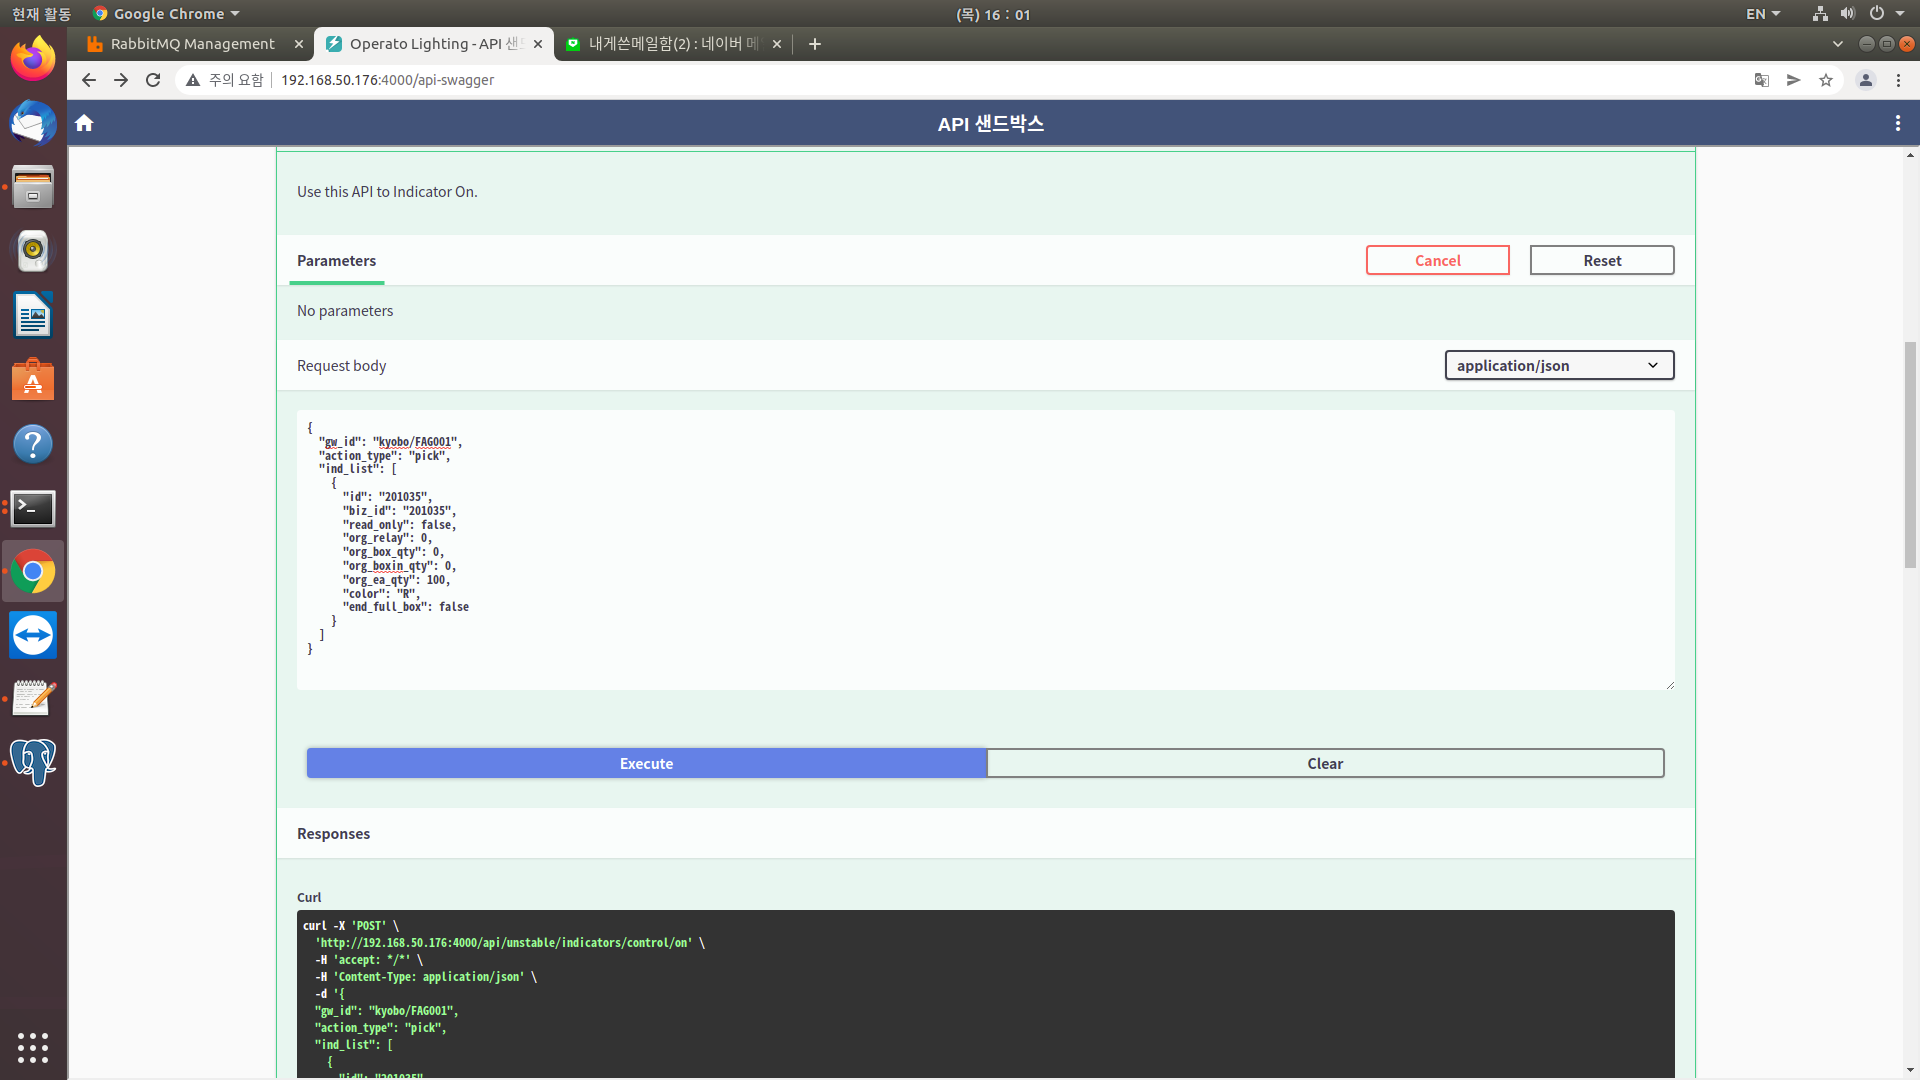 현재 활동
Google Chrome
(목) 16 : 01
EN
RabbitMQ Management
Operato Lighting - API 샌
내게쓴메일함(2) : 네이버 메
주의 요함
192.168.50.176:4000/api-swagger
API 샌드박스
Use this API to Indicator On.
Parameters
Cancel
Reset
No parameters
Request body
application/json
{
"gw_id": "kyobo/FAG001",
"action_type": "pick",
"ind_list": [
{
"id": "201035",
"biz_id": "201035",
"read_only": false,
"org_relay": 0,
"org_box_qty": 0,
"org_boxin_qty": 0,
"org_ea_qty": 100,
"color": "R",
"end_full_box": false
}
]
}
Execute
Clear
Responses
Curl
curl -X 'POST' \
'http://192.168.50.176:4000/api/unstable/indicators/control/on' \
-H 'accept: */*' \
-H 'Content-Type: application/json' \
-d '{
"gw_id": "kyobo/FAG001",
"action_type": "pick",
"ind_list": [
{
"id": "201035",